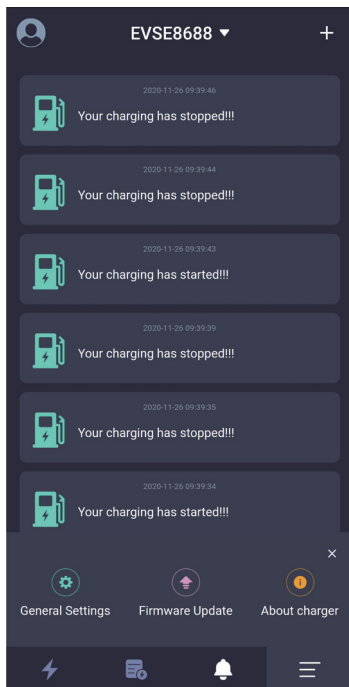 EVSE8688
2020-11-26 09:39:46
Your charging has stopped!!!
2020-11-26 09:39:44
Your charging has stopped!!!
2020-11-26 09:39:43
Your charging has started!!!
2020-11-26 09:39:39
Your charging has stopped!!!
2020-11-26 09:39:35
Your charging has stopped!!!
2020-11-26 09:39:34
Your charging has started!!!
General Settings Firmware Update About charger